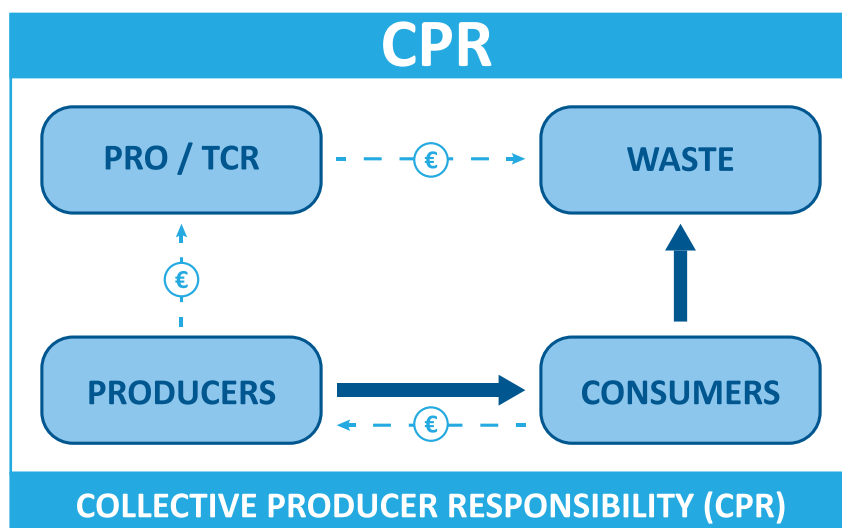 CPR
PRO / TCR
€
WASTE
€
PRODUCERS
CONSUMERS
€
COLLECTIVE PRODUCER RESPONSIBILITY (CPR)